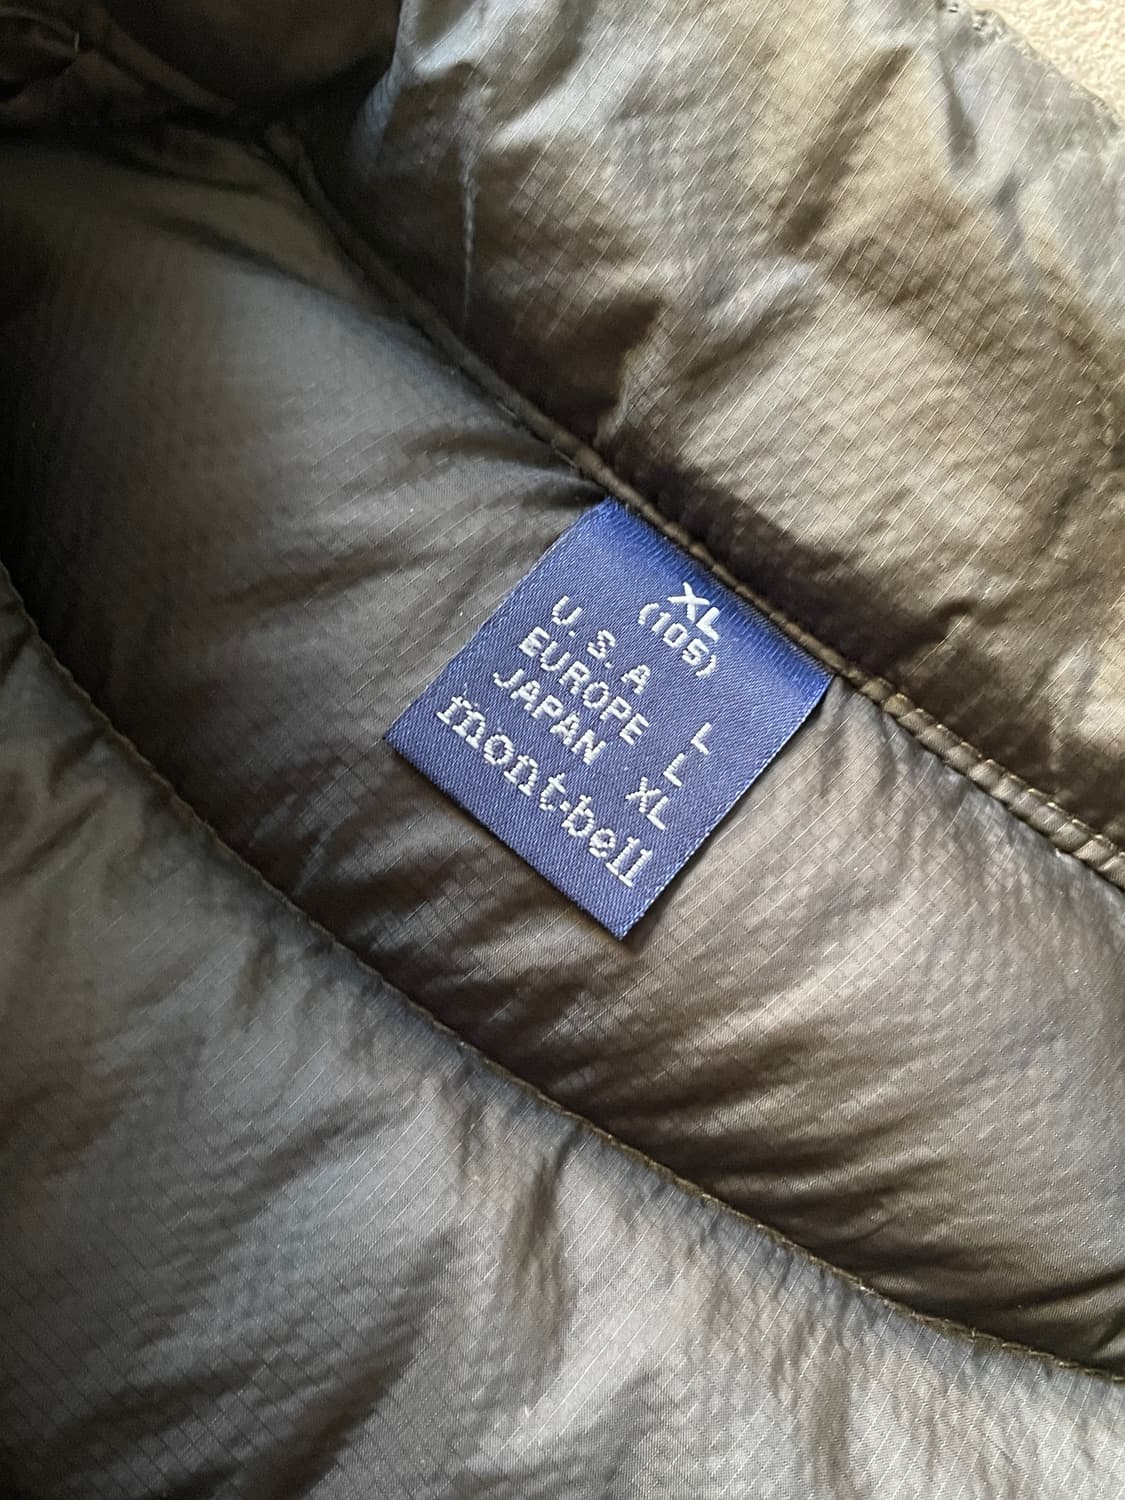 XL
(105)
U.S.A L
EUROPE L
JAPAN XL
mont-bell